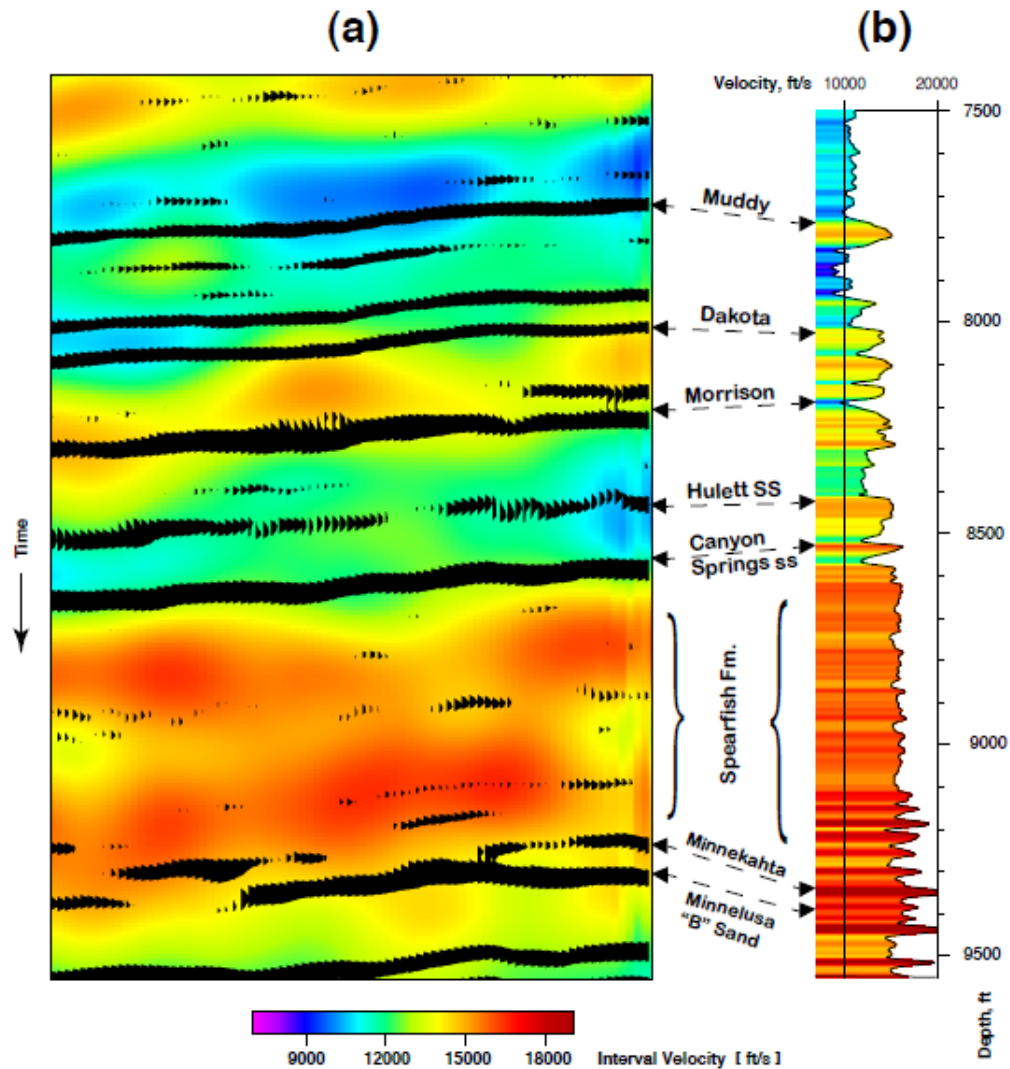 (a)
(b)
Velocity, ft/s 10000 20000
7500
Muddy
8000
Dakota
Morrison
Hulett SS
Canyon
Springs ss
8500
Time
Spearfish Fm.
9000
Minnekahta
Minnelusa
"B" Sand
9500
Depth, ft
9000 12000 15000 18000 Interval Velocity [ ft/s ]